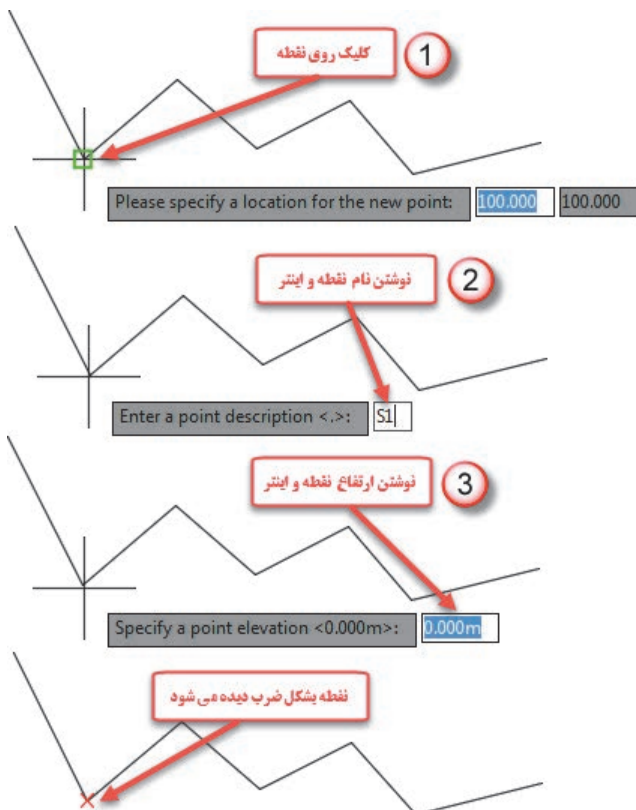 کلیک روی نقطه
1
Please specify a location for the new point: 100.000 100.000
نوشتن نام نقطه و اینتر
2
Enter a point description <.>: S1
نوشتن ارتفاع نقطه و اینتر
3
Specify a point elevation <0.000m>: 0.000m
نقطه بشکل ضرب دیده می شود